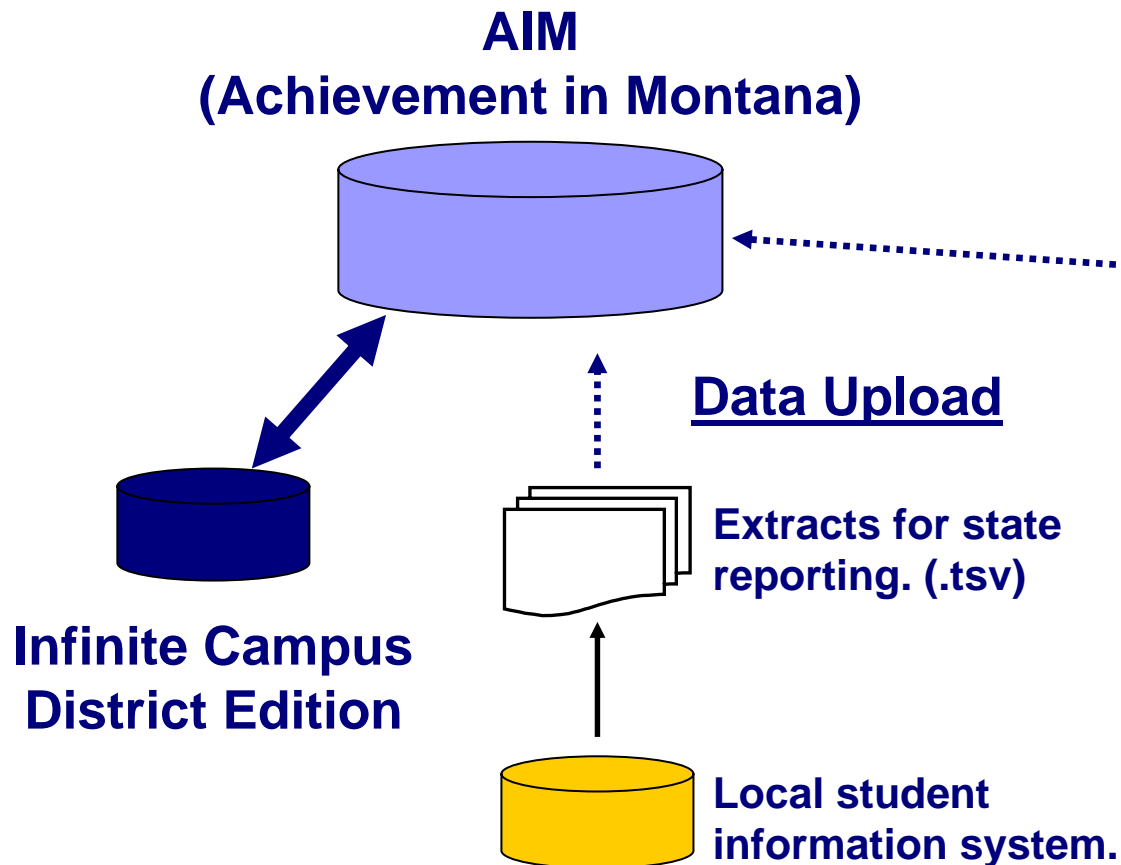 AIM
(Achievement in Montana)
Data Upload
Extracts for state
reporting. (.tsv)
Infinite Campus
District Edition
Local student
information system.